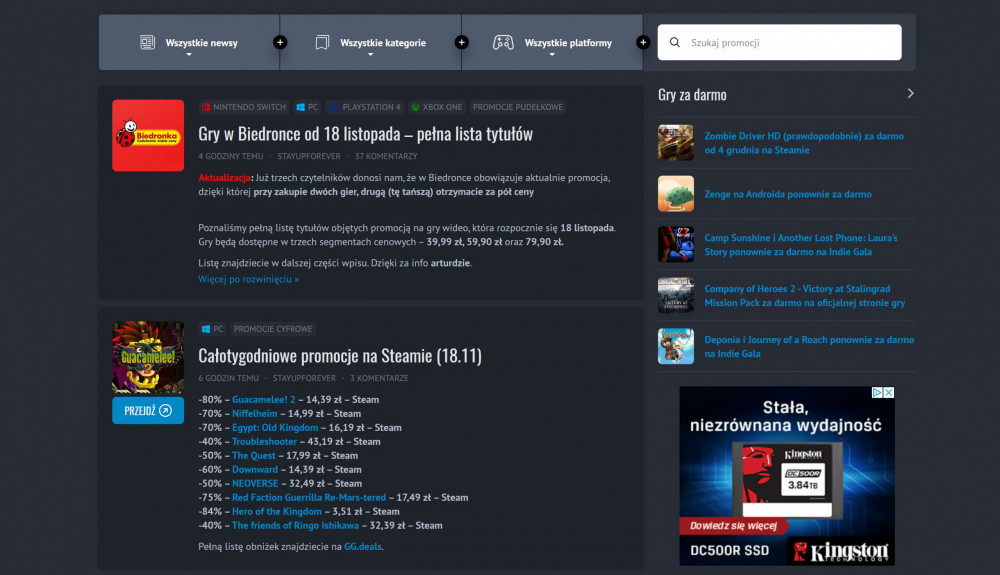 Wszystkie newsy
Wszystkie kategorie
Wszystkie platformy
Szukaj promocji
Biedronka
Codziennie niskie ceny
NINTENDO SWITCH PC PLAYSTATION 4 XBOX ONE PROMOCJE PUDEŁKOWE
Gry w Biedronce od 18 listopada – pełna lista tytułów
4 GODZINY TEMU - STAYUPFOREVER - 37 KOMENTARZY
Aktualizacja: Już trzech czytelników donosi nam, że w Biedronce obowiązuje aktualnie promocja,
dzięki której przy zakupie dwóch gier, drugą (tę tańszą) otrzymacie za pół ceny
Poznaliśmy pełną listę tytułów objętych promocją na gry wideo, która rozpocznie się 18 listopada.
Gry będą dostępne w trzech segmentach cenowych – 39,99 zł, 59,90 zł oraz 79,90 zł.
Listę znajdziecie w dalszej części wpisu. Dzięki za info arturdzie.
Więcej po rozwinięciu »
Guacamelee!
2
PRZEJDŹ
PC PROMOCJE CYFROWE
Całotygodniowe promocje na Steamie (18.11)
6 GODZIN TEMU - STAYUPFOREVER - 3 KOMENTARZE
-80% – Guacamelee! 2 – 14,39 zł – Steam
-70% – Niffelheim – 14,99 zł – Steam
-70% – Egypt: Old Kingdom – 16,19 zł – Steam
-40% – Troubleshooter – 43,19 zł – Steam
-50% – The Quest – 17,99 zł – Steam
-60% – Downward – 14,39 zł – Steam
-50% – NEOVERSE – 32,49 zł – Steam
-75% – Red Faction Guerrilla Re-Mars-tered – 17,49 zł – Steam
-84% – Hero of the Kingdom – 3,51 zł – Steam
-40% – The friends of Ringo Ishikawa – 32,39 zł – Steam
Pełną listę obniżek znajdziecie na GG.deals.
Gry za darmo
Zombie Driver HD (prawdopodobnie) za darmo
od 4 grudnia na Steamie
Zenge na Androida ponownie za darmo
Camp Sunshine i Another Lost Phone: Laura's
Story ponownie za darmo na Indie Gala
Company of Heroes 2 - Victory at Stalingrad
Mission Pack za darmo na oficjalnej stronie gry
Deponia i Journey of a Roach ponownie za darmo
na Indie Gala
Stała,
niezrównana wydajność
Kingston
DC500R
3.84TB
Dowiedz się więcej
DC500R SSD
Kingston
TECHNOLOGY